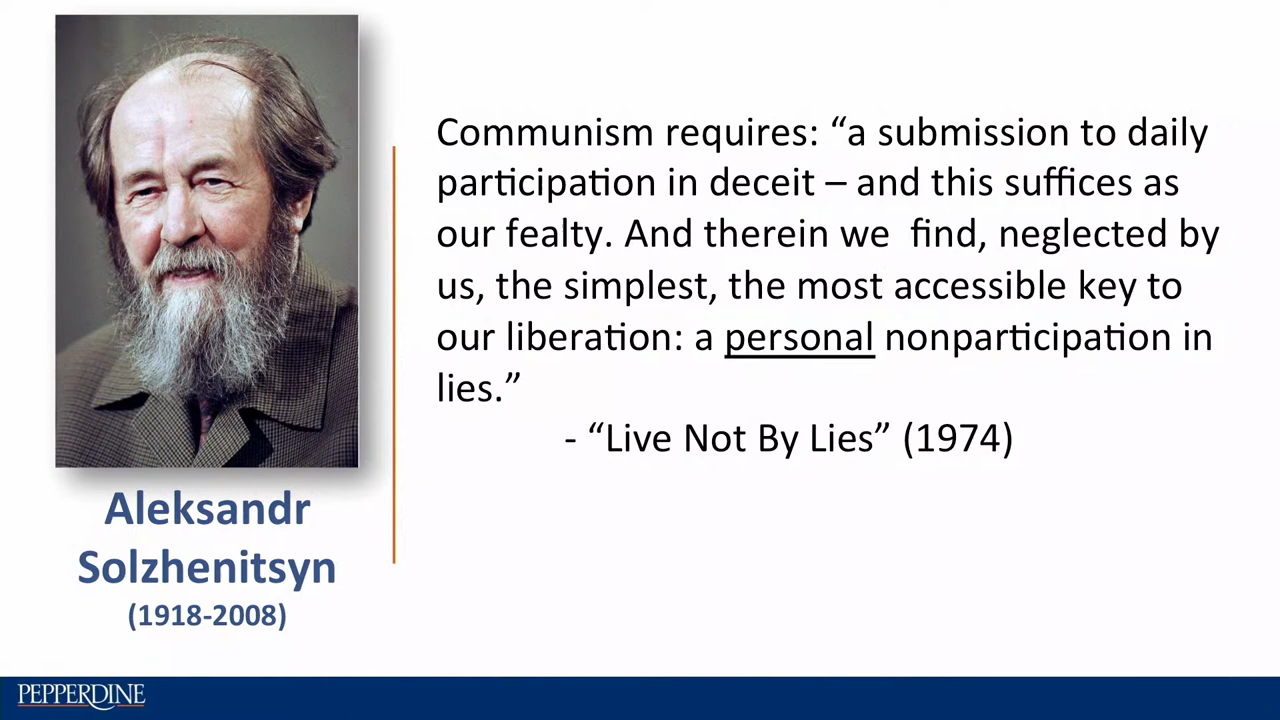 Communism requires: “a submission to daily
participation in deceit – and this suffices as
our fealty. And therein we find, neglected by
us, the simplest, the most accessible key to
our liberation: a personal nonparticipation in
lies.”
- “Live Not By Lies” (1974)
Aleksandr
Solzhenitsyn
(1918-2008)
PEPPERDINE